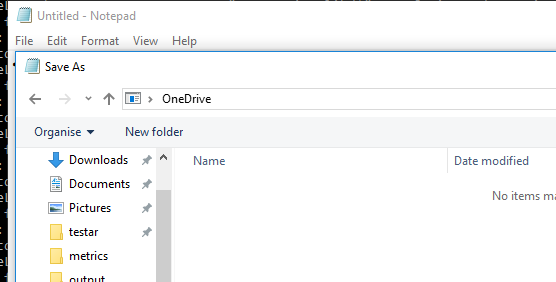 Untitled - Notepad
File Edit Format View Help
Save As
OneDrive
Organise New folder
Name Date modified
Downloads
No items ma
Documents
Pictures
testar
metrics
output